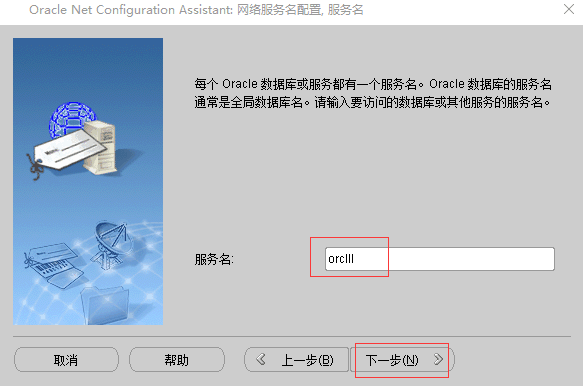 Oracle Net Configuration Assistant: 网络服务名配置, 服务名
每个 Oracle 数据库或服务都有一个服务名。Oracle 数据库的服务名
通常是全局数据库名。请输入要访问的数据库或其他服务的服务名。
服务名: orclll
取消 帮助 上一步(B) 下一步(N)